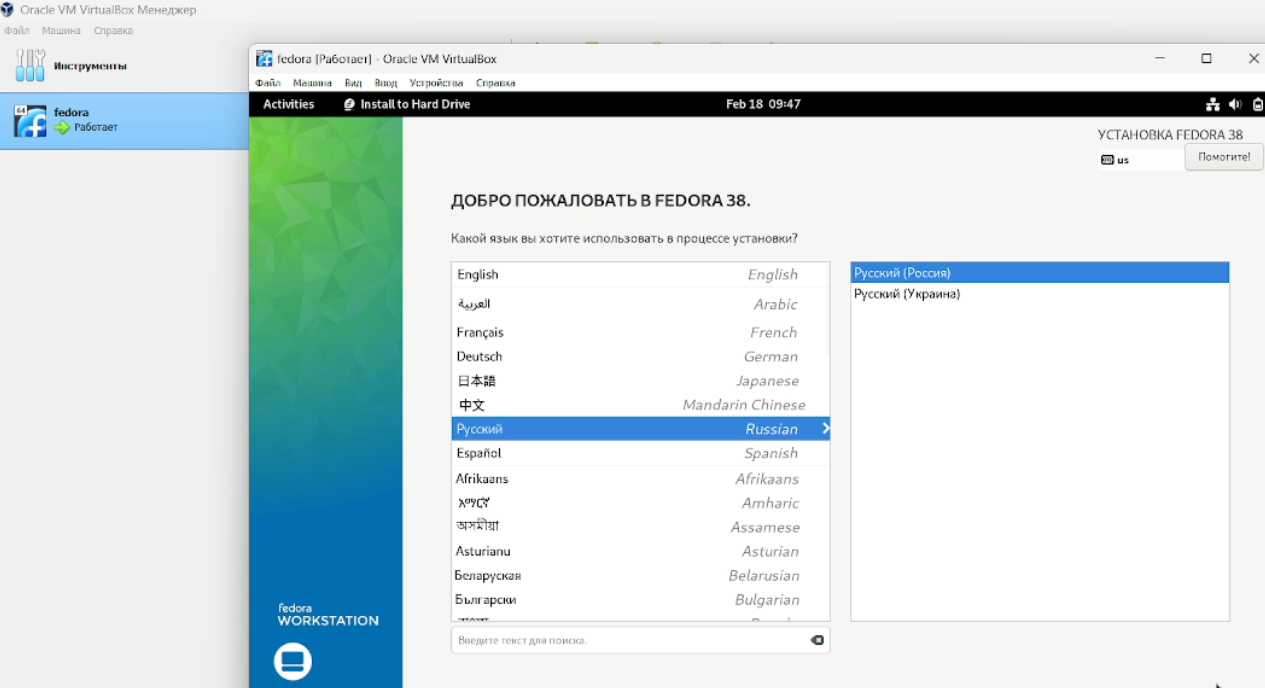 Oracle VM VirtualBox Менеджер
Файл Машина Справка
Инструменты
64
fedora
Работает
fedora [Работает] - Oracle VM VirtualBox
Файл Машина Вид Ввод Устройства Справка
Activities Install to Hard Drive Feb 18 09:47
УСТАНОВКА FEDORA 38
us Помогите!
ДОБРО ПОЖАЛОВАТЬ В FEDORA 38.
Какой язык вы хотите использовать в процессе установки?
English English
العربية Arabic
Français French
Deutsch German
日本語 Japanese
中文 Mandarin Chinese
Русский Russian
Español Spanish
Afrikaans Afrikaans
አማርኛ Amharic
অসমীয়া Assamese
Asturianu Asturian
Беларуская Belarusian
Български Bulgarian
Русский (Россия)
Русский (Украина)
Введите текст для поиска.
fedora
WORKSTATION